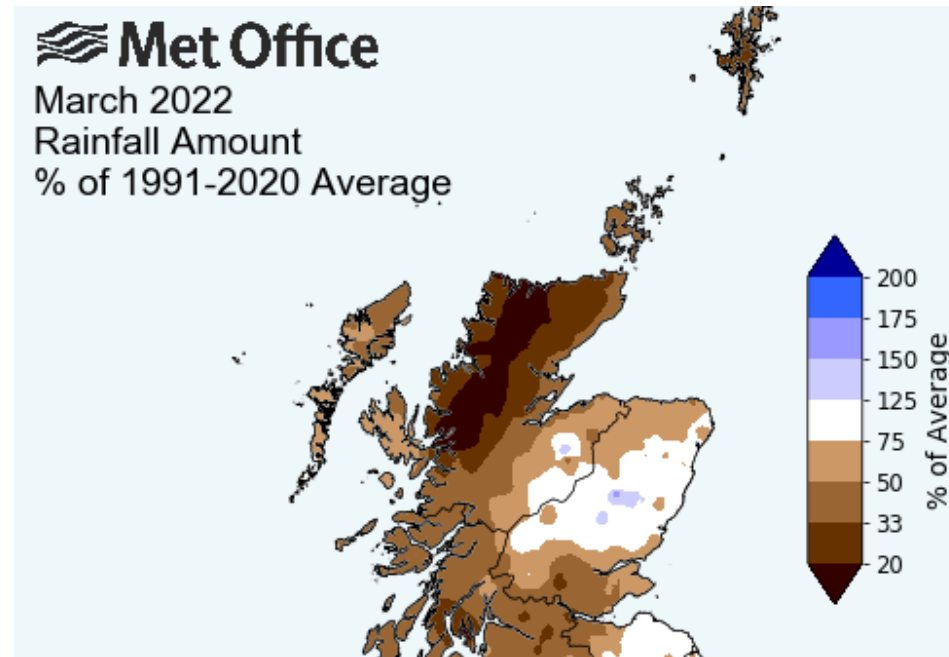 Met Office
March 2022
Rainfall Amount
% of 1991-2020 Average
200
175
150
125
75
50
33
20
% of Average